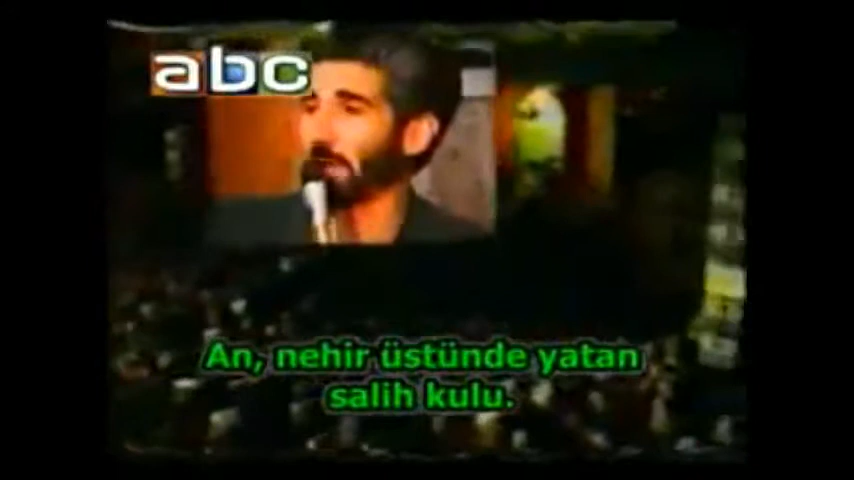 abc
An, nehir üstünde yatan
salih kulu.